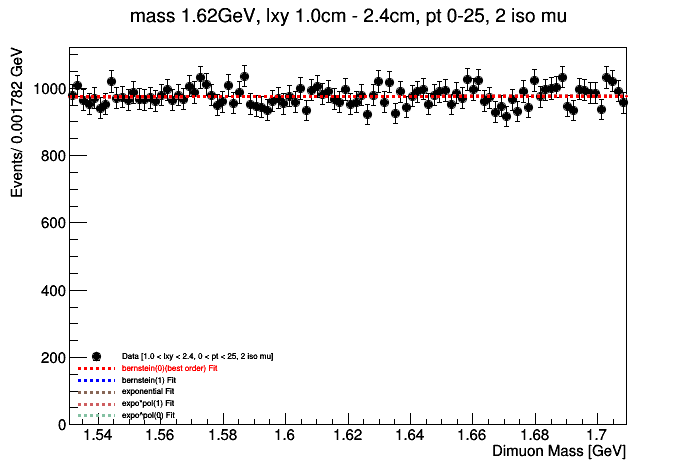 mass 1.62GeV, lxy 1.0cm - 2.4cm, pt 0-25, 2 iso mu
Events/ 0.001782 GeV
1000
800
600
400
200
0
Data [1.0 < lxy < 2.4, 0 < pt < 25, 2 iso mu]
bernstein(0)(best order) Fit
bernstein(1) Fit
exponential Fit
expo*pol(1) Fit
expo^pol(0) Fit
1.54 1.56 1.58 1.6 1.62 1.64 1.66 1.68 1.7
Dimuon Mass [GeV]